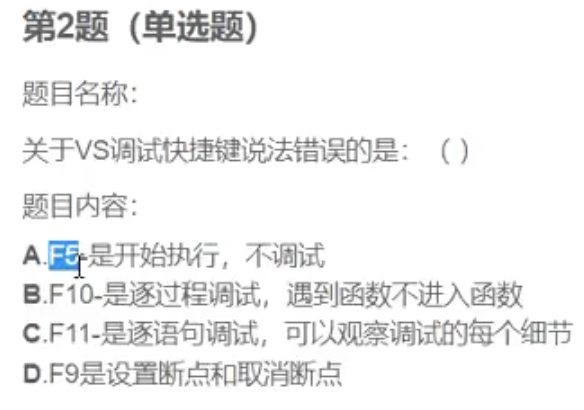 第2题（单选题）
题目名称：
关于VS调试快捷键说法错误的是：（ ）
题目内容：
A.F5-是开始执行，不调试
B.F10-是逐过程调试，遇到函数不进入函数
C.F11-是逐语句调试，可以观察调试的每个细节
D.F9是设置断点和取消断点